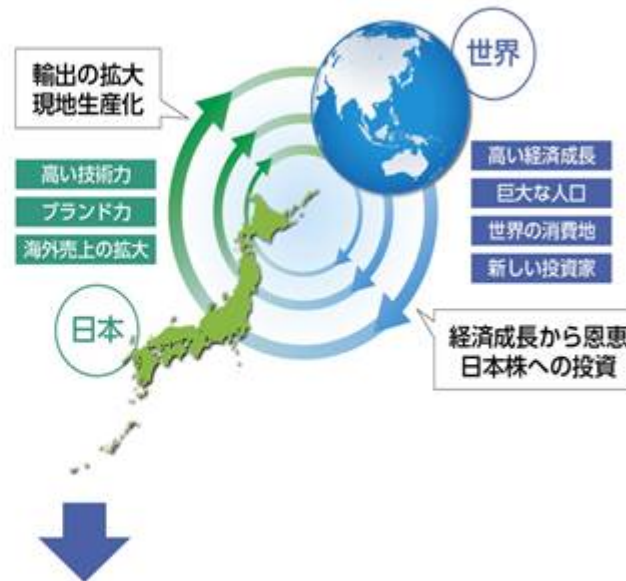 世界
輸出の拡大
現地生産化
高い技術力
ブランド力
海外売上の拡大
高い経済成長
巨大な人口
世界の消費地
新しい投資家
日本
経済成長から恩恵
日本株への投資